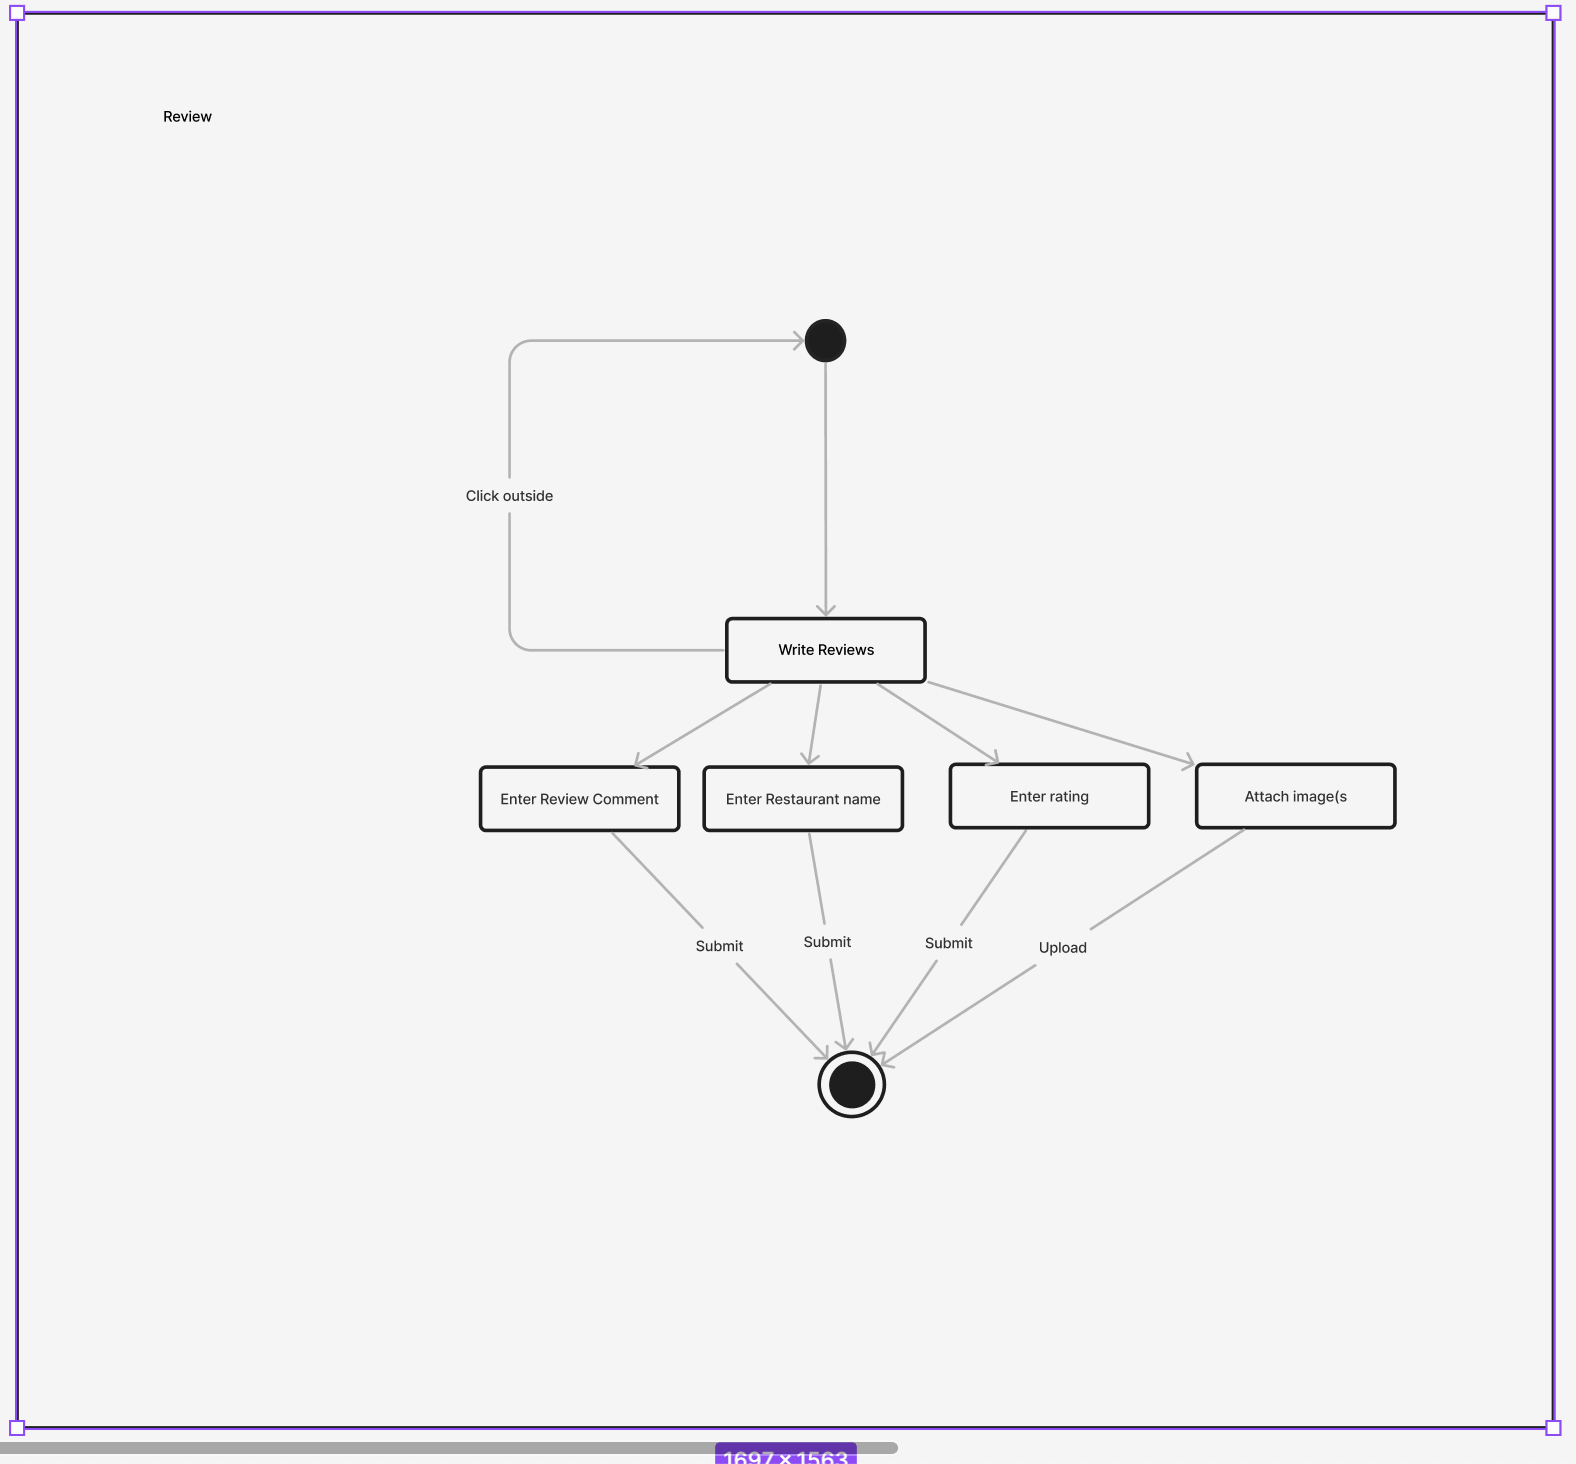 Review
Click outside
Write Reviews
Enter Review Comment
Enter Restaurant name
Enter rating
Attach image(s
Submit
Submit
Submit
Upload
1697 × 1563